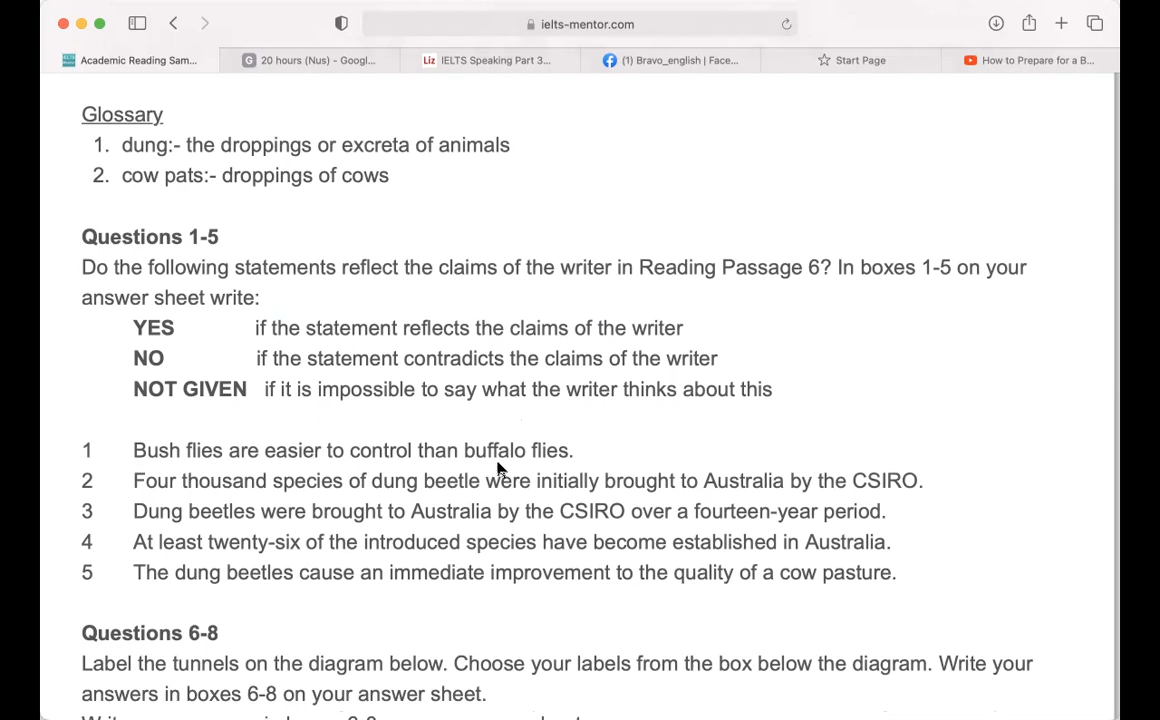 ielts-mentor.com
Academic Reading Sam...
G 20 hours (Nus) - Googl...
Liz IELTS Speaking Part 3...
(1) Bravo_english | Face...
Start Page
How to Prepare for a B...
Glossary
1. dung:- the droppings or excreta of animals
2. cow pats:- droppings of cows
Questions 1-5
Do the following statements reflect the claims of the writer in Reading Passage 6? In boxes 1-5 on your
answer sheet write:
YES if the statement reflects the claims of the writer
NO if the statement contradicts the claims of the writer
NOT GIVEN if it is impossible to say what the writer thinks about this
1 Bush flies are easier to control than buffalo flies.
2 Four thousand species of dung beetle were initially brought to Australia by the CSIRO.
3 Dung beetles were brought to Australia by the CSIRO over a fourteen-year period.
4 At least twenty-six of the introduced species have become established in Australia.
5 The dung beetles cause an immediate improvement to the quality of a cow pasture.
Questions 6-8
Label the tunnels on the diagram below. Choose your labels from the box below the diagram. Write your
answers in boxes 6-8 on your answer sheet.